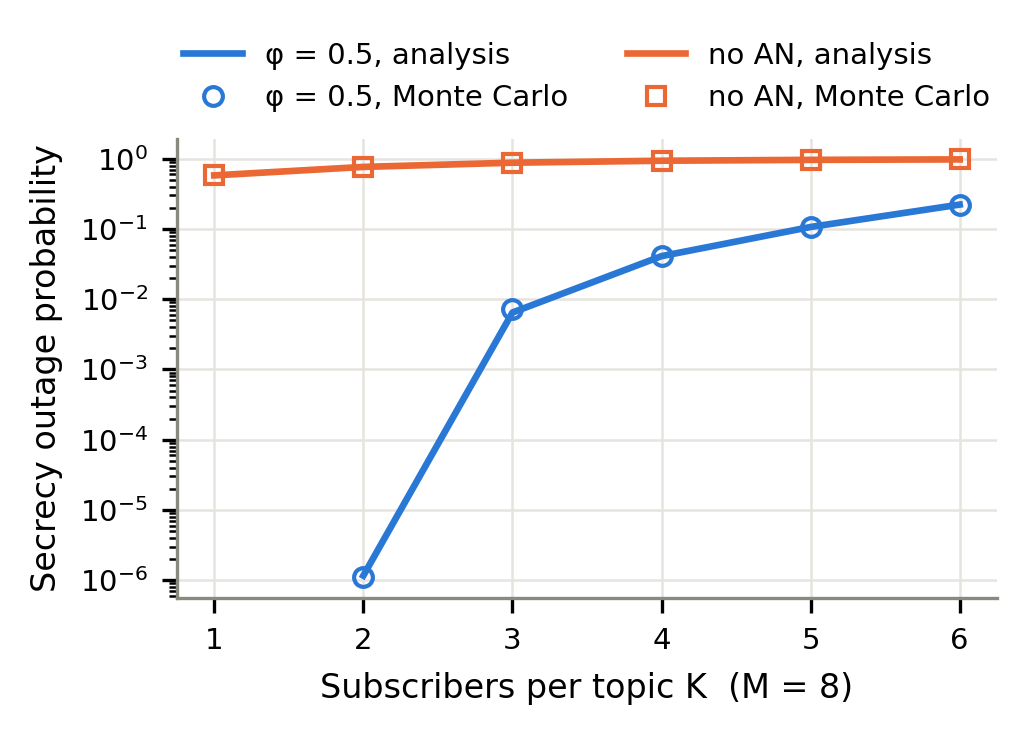 φ = 0.5, analysis
φ = 0.5, Monte Carlo
no AN, analysis
no AN, Monte Carlo
Secrecy outage probability
10⁰
10⁻¹
10⁻²
10⁻³
10⁻⁴
10⁻⁵
10⁻⁶
1 2 3 4 5 6
Subscribers per topic K (M = 8)